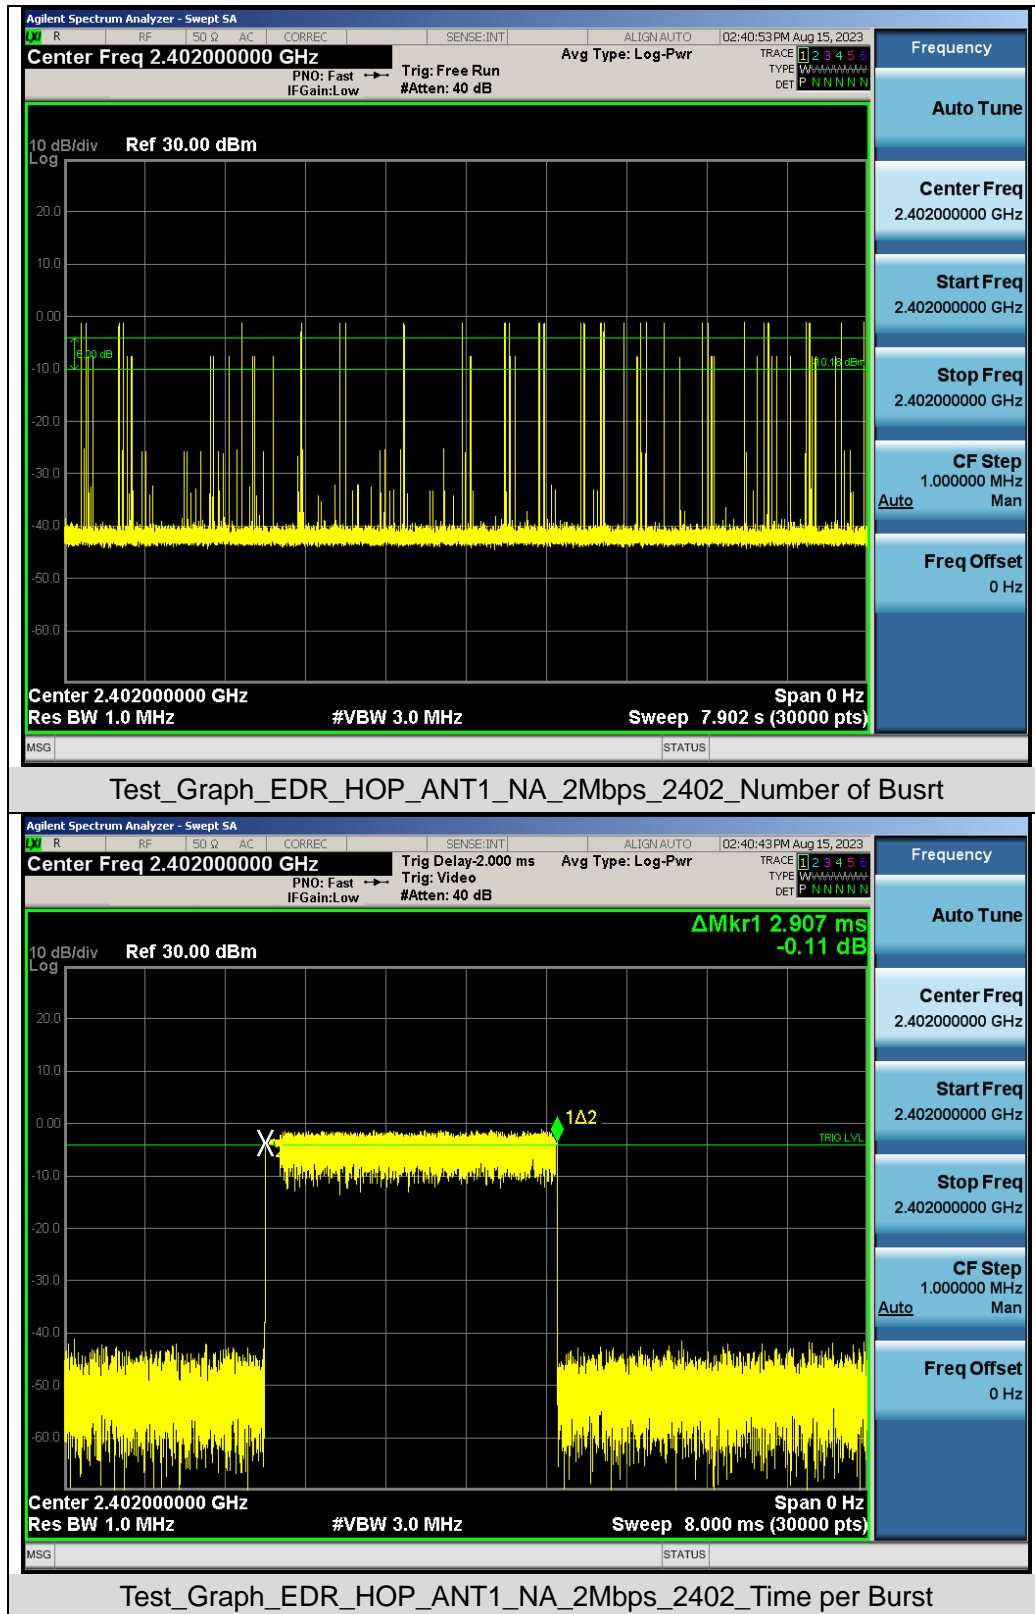 Agilent Spectrum Analyzer - Swept SA
LXI R RF 50 Ω AC CORREC SENSE:INT ALIGN AUTO 02:40:53 PM Aug 15, 2023
Center Freq 2.402000000 GHz
PNO: Fast
IFGain:Low
Trig: Free Run
#Atten: 40 dB
Avg Type: Log-Pwr
TRACE 1 2 3 4 5 6
TYPE
DET P N N N N N
10 dB/div Ref 30.00 dBm
Log
20.0
10.0
0.00
-10.0
-20.0
-30.0
-40.0
-50.0
-60.0
6.00 dB
-10.18 dBm
Center 2.402000000 GHz Span 0 Hz
Res BW 1.0 MHz #VBW 3.0 MHz Sweep 7.902 s (30000 pts)
MSG STATUS
Frequency
Auto Tune
Center Freq
2.402000000 GHz
Start Freq
2.402000000 GHz
Stop Freq
2.402000000 GHz
CF Step
1.000000 MHz
Auto Man
Freq Offset
0 Hz
Test_Graph_EDR_HOP_ANT1_NA_2Mbps_2402_Number of Busrt
Agilent Spectrum Analyzer - Swept SA
LXI R RF 50 Ω AC CORREC SENSE:INT ALIGN AUTO 02:40:43 PM Aug 15, 2023
Center Freq 2.402000000 GHz
PNO: Fast
IFGain:Low
Trig Delay-2.000 ms
Trig: Video
#Atten: 40 dB
Avg Type: Log-Pwr
TRACE 1 2 3 4 5 6
TYPE
DET P N N N N N
ΔMkr1 2.907 ms
-0.11 dB
10 dB/div Ref 30.00 dBm
Log
20.0
10.0
0.00
-10.0
-20.0
-30.0
-40.0
-50.0
-60.0
1Δ2
TRIG LVL
Center 2.402000000 GHz Span 0 Hz
Res BW 1.0 MHz #VBW 3.0 MHz Sweep 8.000 ms (30000 pts)
MSG STATUS
Frequency
Auto Tune
Center Freq
2.402000000 GHz
Start Freq
2.402000000 GHz
Stop Freq
2.402000000 GHz
CF Step
1.000000 MHz
Auto Man
Freq Offset
0 Hz
Test_Graph_EDR_HOP_ANT1_NA_2Mbps_2402_Time per Burst